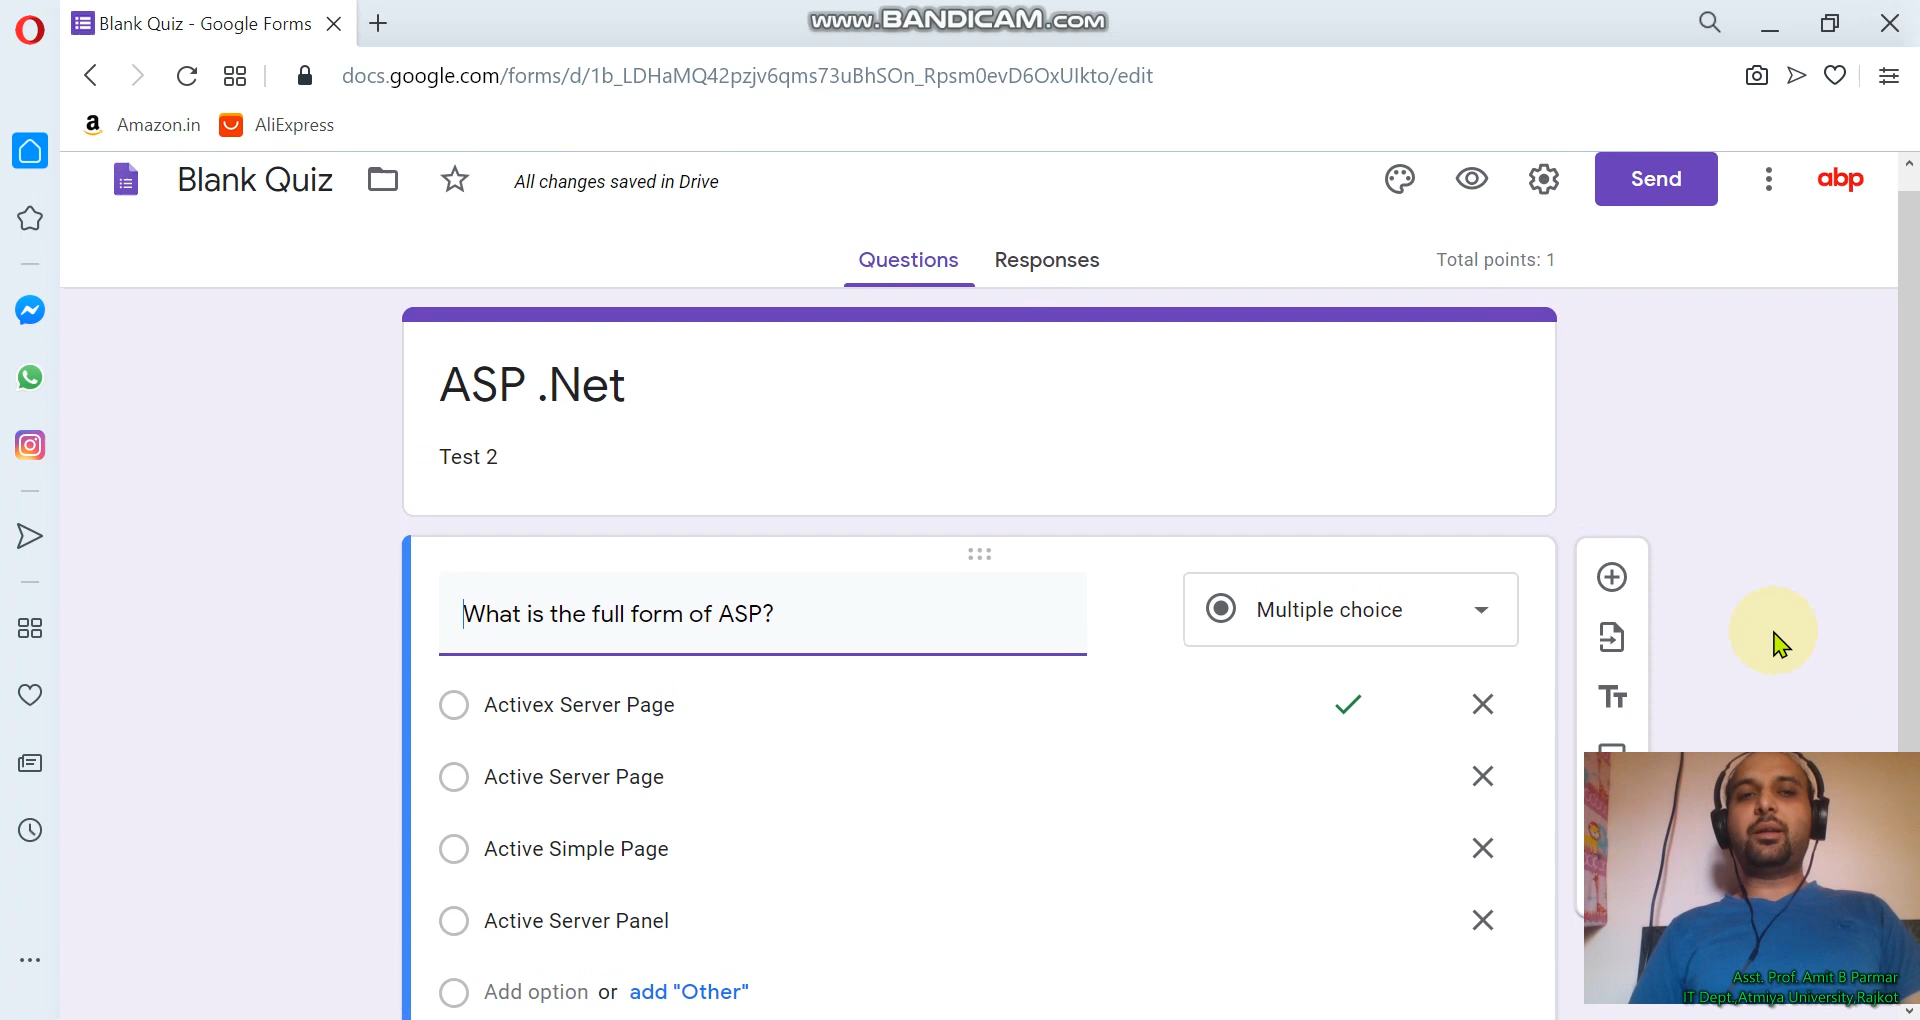 Blank Quiz - Google Forms
www.BANDICAM.com
docs.google.com/forms/d/1b_LDHaMQ42pzjv6qms73uBhSOn_Rpsm0evD6OxUIkto/edit
Amazon.in
AliExpress
Blank Quiz
All changes saved in Drive
Send
abp
Questions
Responses
Total points: 1
ASP .Net
Test 2
What is the full form of ASP?
Multiple choice
Activex Server Page
Active Server Page
Active Simple Page
Active Server Panel
Add option or add "Other"
Asst. Prof. Amit B Parmar
IT Dept.,Atmiya University,Rajkot